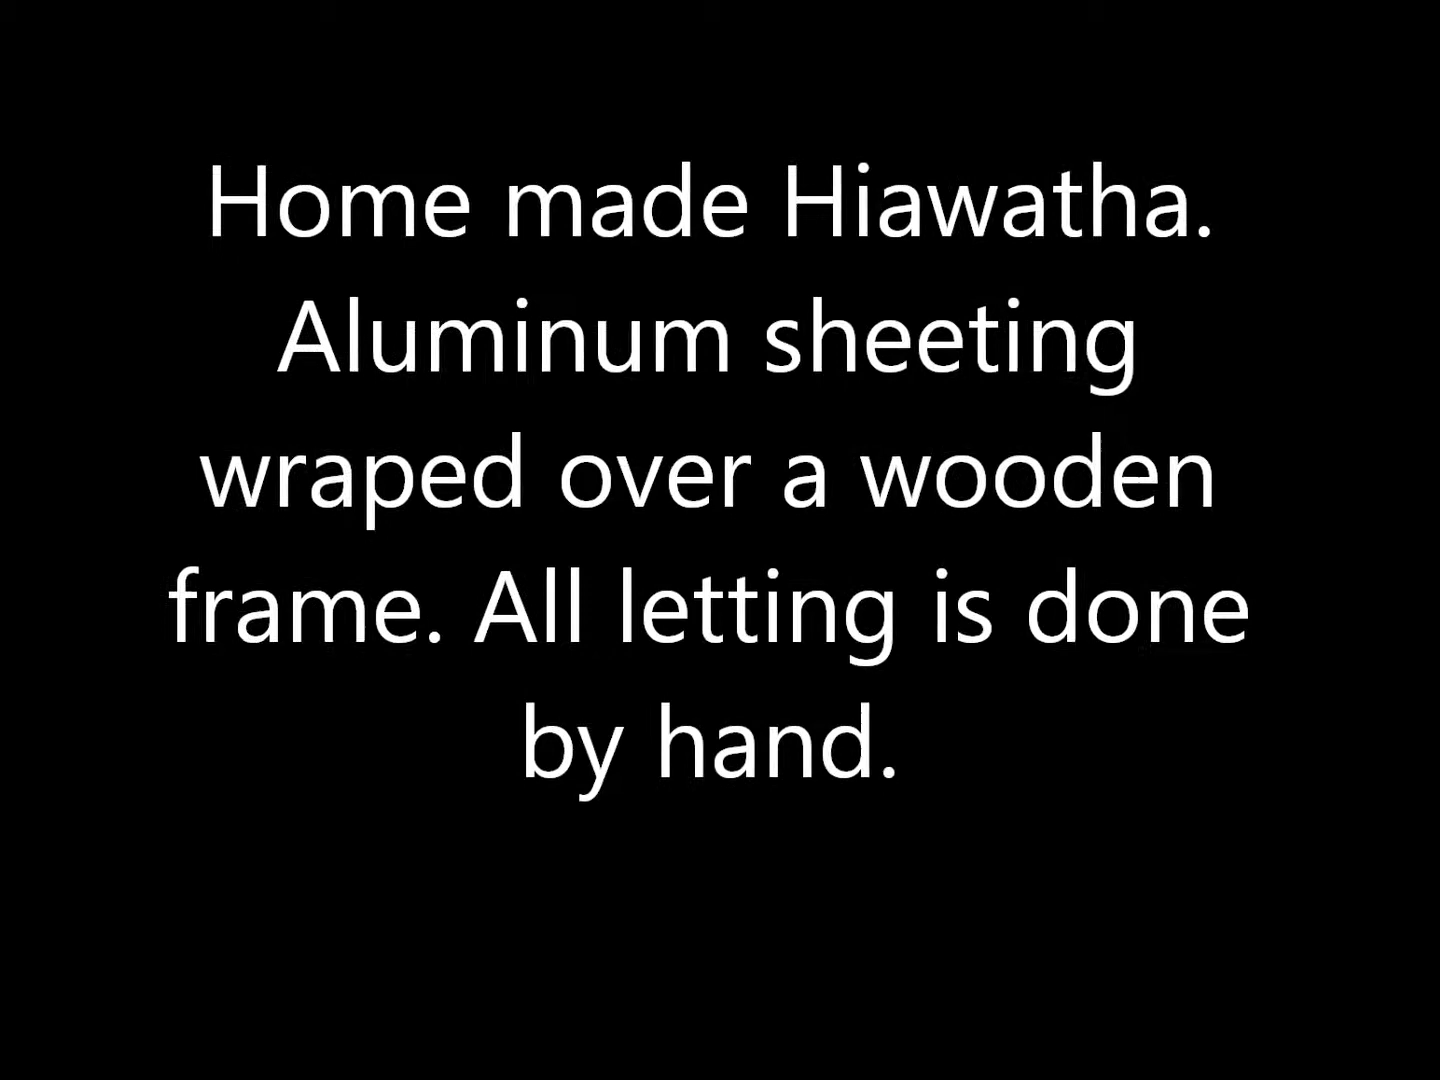 Home made Hiawatha.
Aluminum sheeting
wraped over a wooden
frame. All letting is done
by hand.